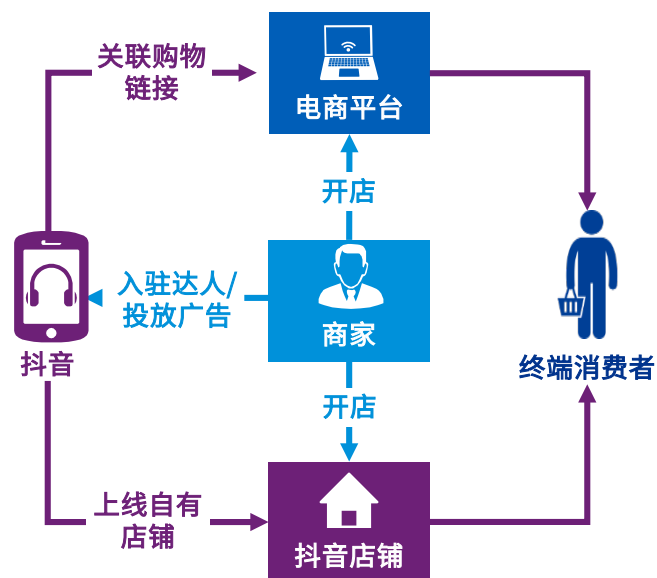 关联购物
链接
电商平台
开店
入驻达人/
投放广告
商家
抖音
终端消费者
开店
上线自有
店铺
抖音店铺